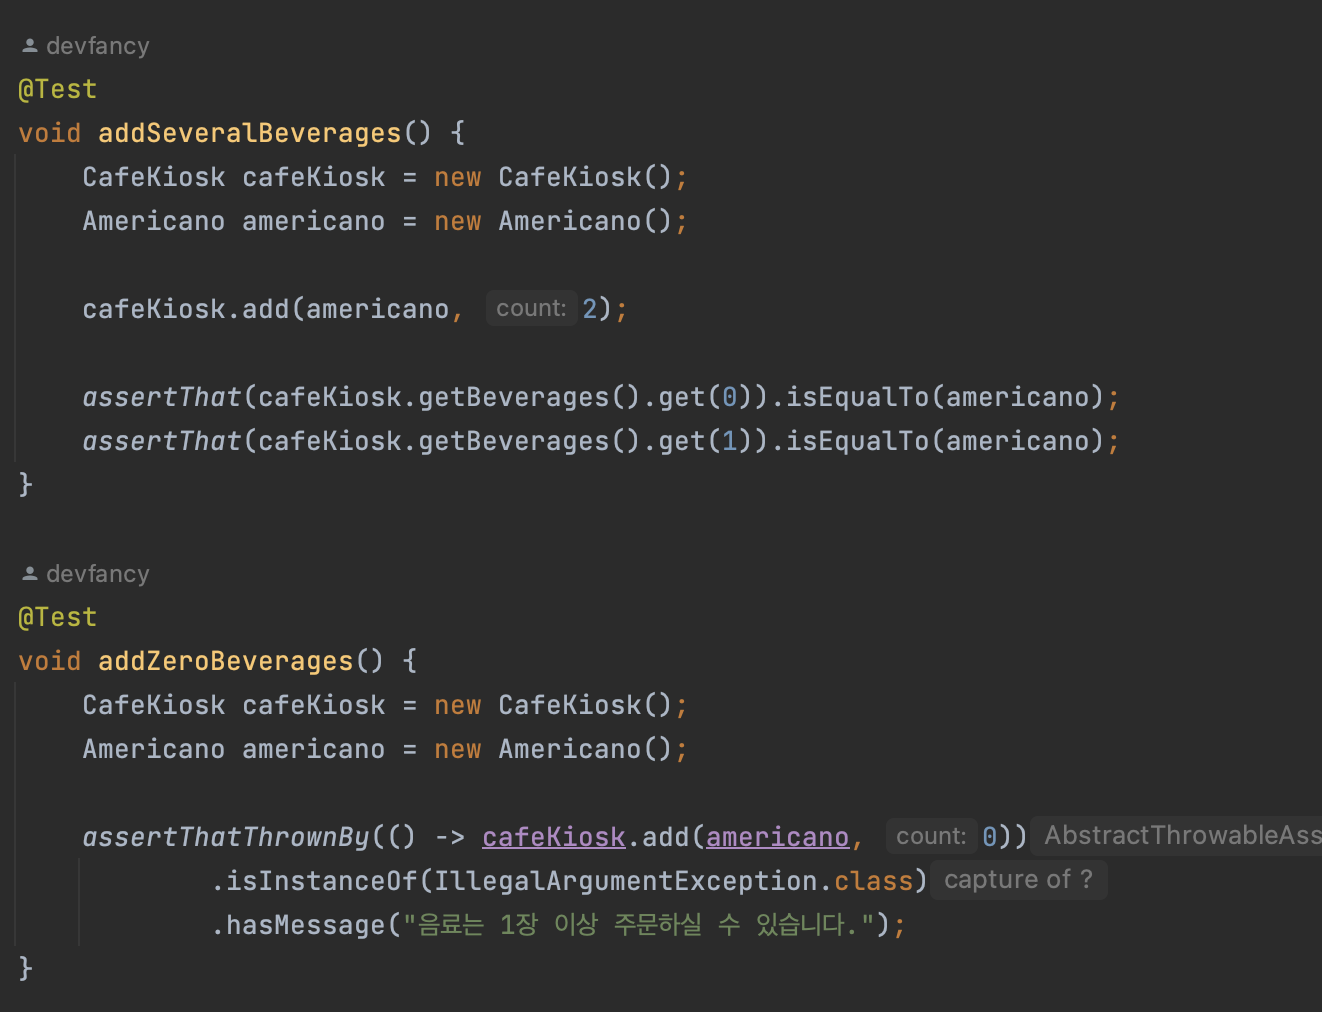 devfancy
@Test
void addSeveralBeverages() {
CafeKiosk cafeKiosk = new CafeKiosk();
Americano americano = new Americano();
cafeKiosk.add(americano, count: 2);
assertThat(cafeKiosk.getBeverages().get(0)).isEqualTo(americano);
assertThat(cafeKiosk.getBeverages().get(1)).isEqualTo(americano);
}
devfancy
@Test
void addZeroBeverages() {
CafeKiosk cafeKiosk = new CafeKiosk();
Americano americano = new Americano();
assertThatThrownBy(() -> cafeKiosk.add(americano, count: 0)) AbstractThrowableAss
.isInstanceOf(IllegalArgumentException.class) capture of ?
.hasMessage("음료는 1장 이상 주문하실 수 있습니다.");
}